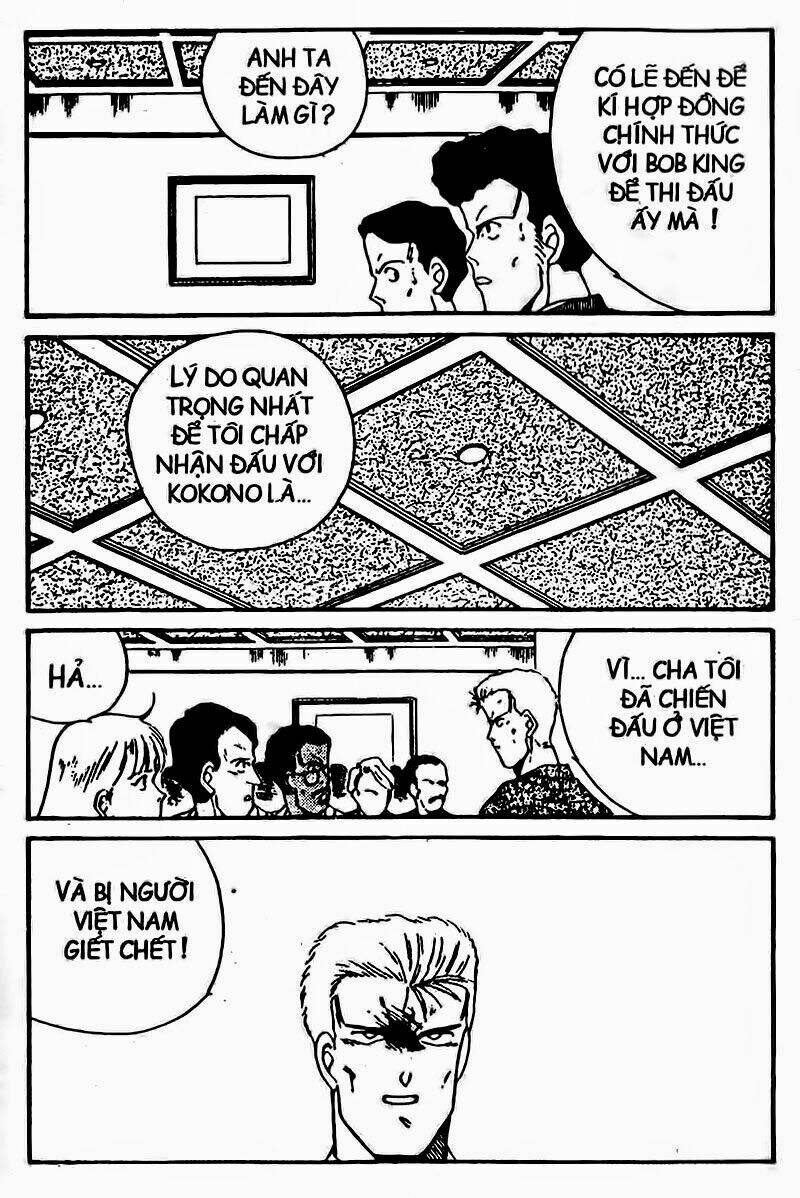 ANH TA
ĐẾN ĐÂY
LÀM GÌ?
CÓ LẼ ĐẾN ĐỂ
KÍ HỢP ĐỒNG
CHÍNH THỨC
VỚI BOB KING
ĐỂ THI ĐẤU
ẤY MÀ !
LÝ DO QUAN
TRỌNG NHẤT
ĐỂ TÔI CHẤP
NHẬN ĐẤU VỚI
KOKONO LÀ...
HẢ...
VÌ... CHA TÔI
ĐÃ CHIẾN
ĐẤU Ở VIỆT
NAM...
VÀ BỊ NGƯỜI
VIỆT NAM
GIẾT CHẾT !